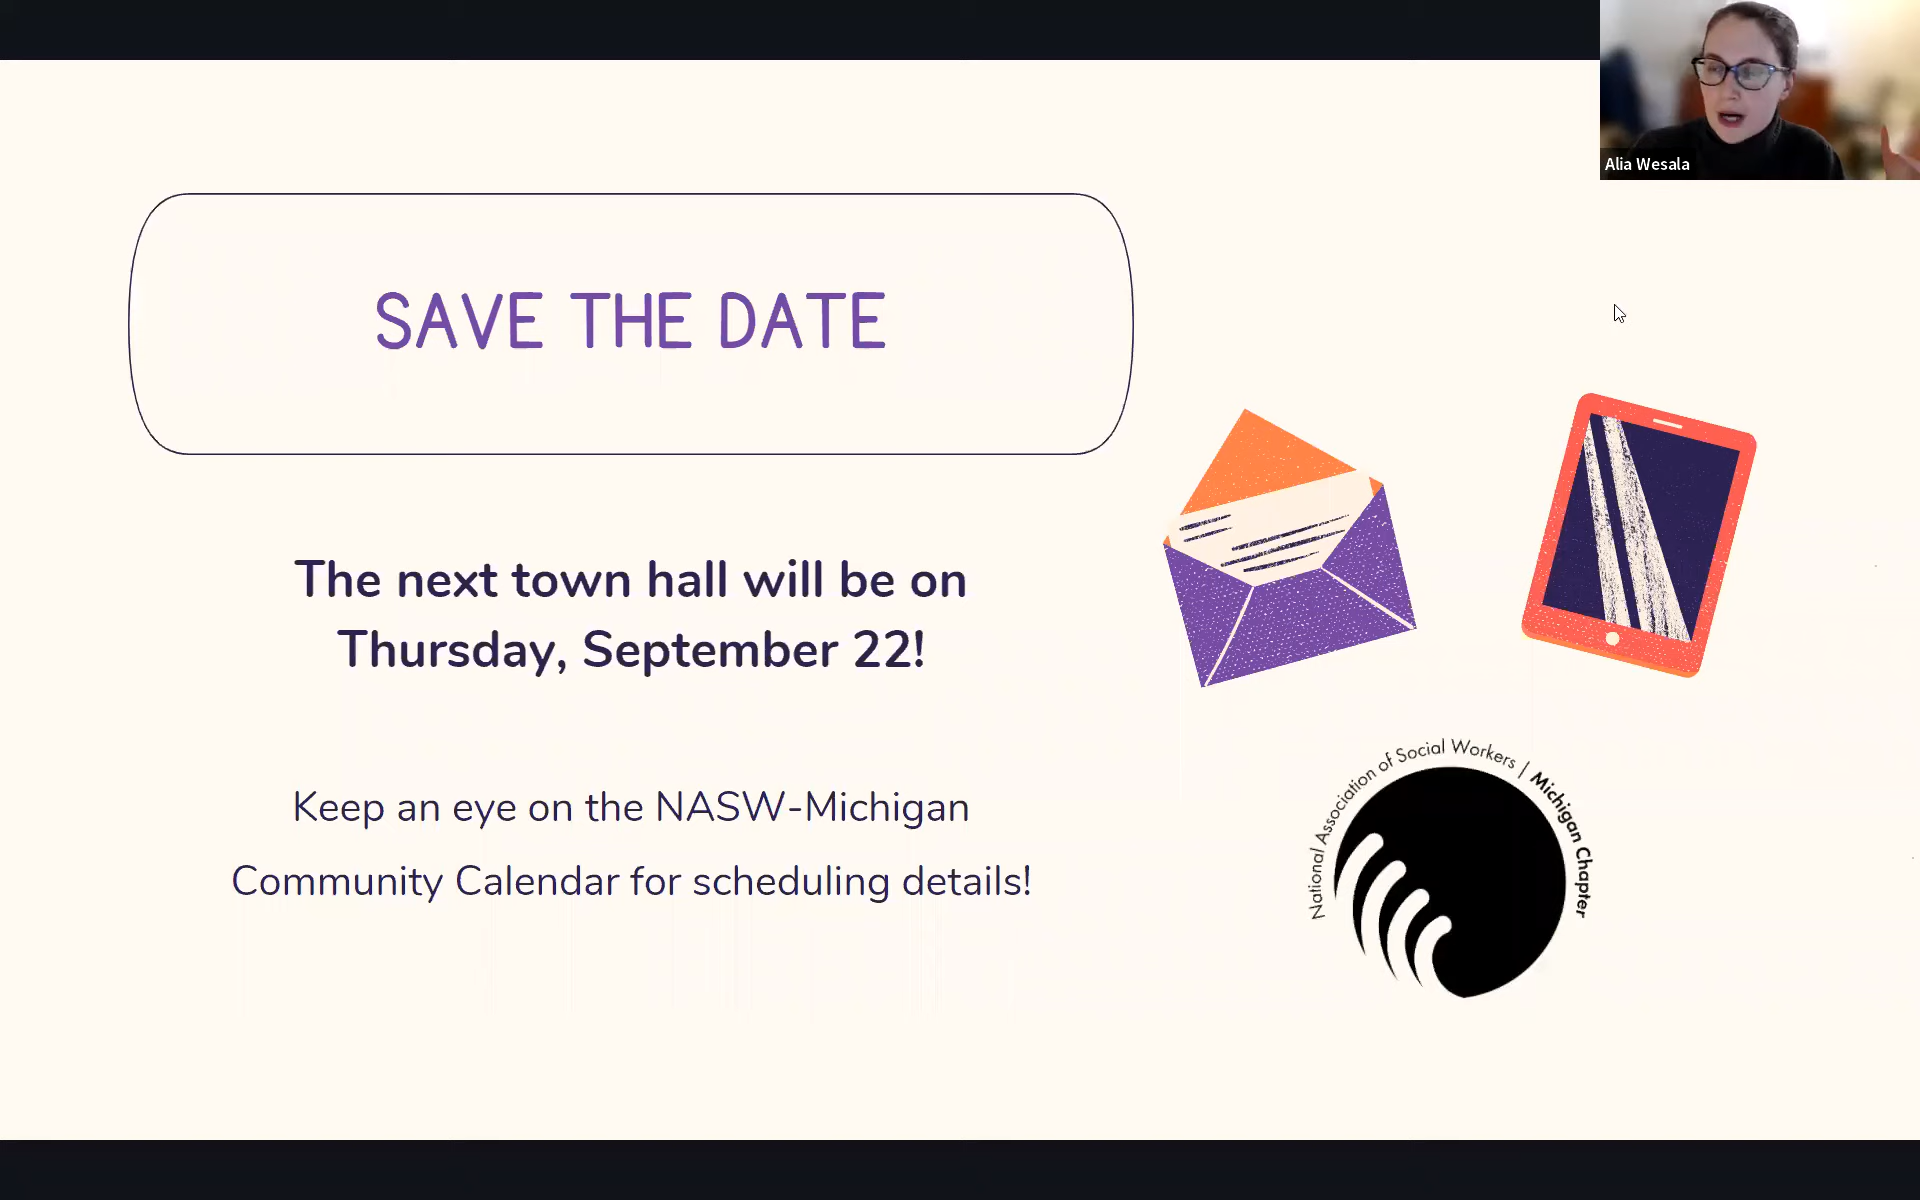 Alia Wesala
SAVE THE DATE
The next town hall will be on
Thursday, September 22!
Keep an eye on the NASW-Michigan
Community Calendar for scheduling details!
National Association of Social Workers | Michigan Chapter